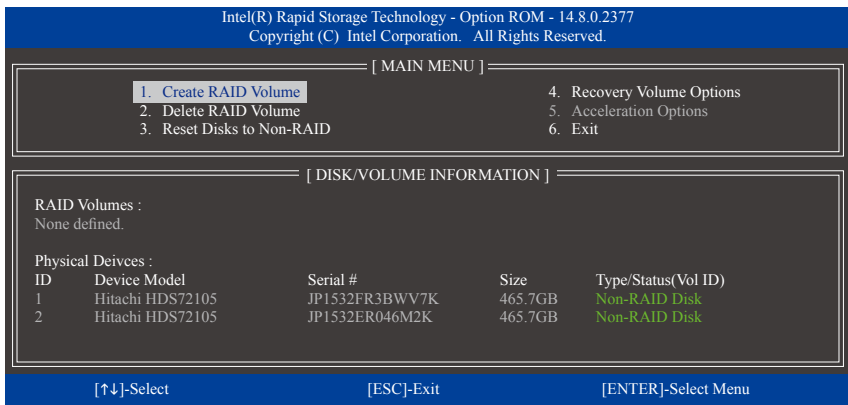 Intel(R) Rapid Storage Technology - Option ROM - 14.8.0.2377
Copyright (C) Intel Corporation. All Rights Reserved.
[ MAIN MENU ]
1. Create RAID Volume
2. Delete RAID Volume
3. Reset Disks to Non-RAID
4. Recovery Volume Options
5. Acceleration Options
6. Exit
[ DISK/VOLUME INFORMATION ]
RAID Volumes :
None defined.
Physical Deivces :
ID Device Model Serial # Size Type/Status(Vol ID)
1 Hitachi HDS72105 JP1532FR3BWV7K 465.7GB Non-RAID Disk
2 Hitachi HDS72105 JP1532ER046M2K 465.7GB Non-RAID Disk
[↑↓]-Select [ESC]-Exit [ENTER]-Select Menu